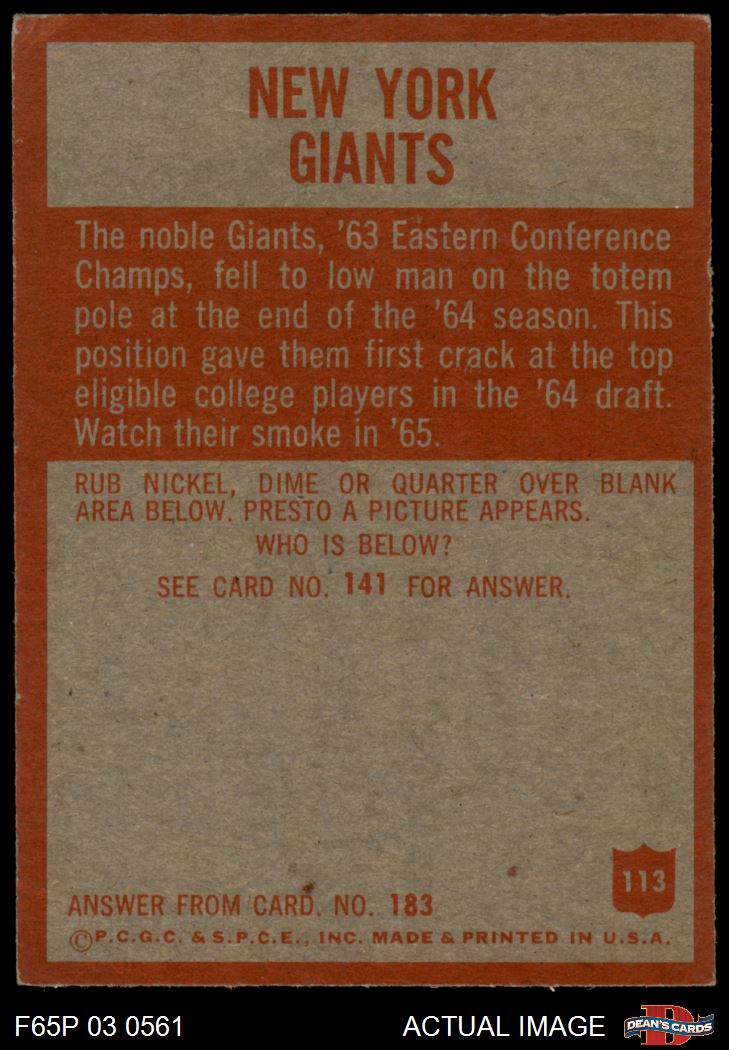 NEW YORK
GIANTS
The noble Giants, '63 Eastern Conference
Champs, fell to low man on the totem
pole at the end of the '64 season. This
position gave them first crack at the top
eligible college players in the '64 draft.
Watch their smoke in '65.
RUB NICKEL, DIME OR QUARTER OVER BLANK
AREA BELOW. PRESTO A PICTURE APPEARS.
WHO IS BELOW?
SEE CARD NO. 141 FOR ANSWER.
113
ANSWER FROM CARD. NO. 183
©P.C.G.C. & S.P.C.E., INC. MADE & PRINTED IN U.S.A.
F65P 03 0561
ACTUAL IMAGE
D
DEAN'S CARDS